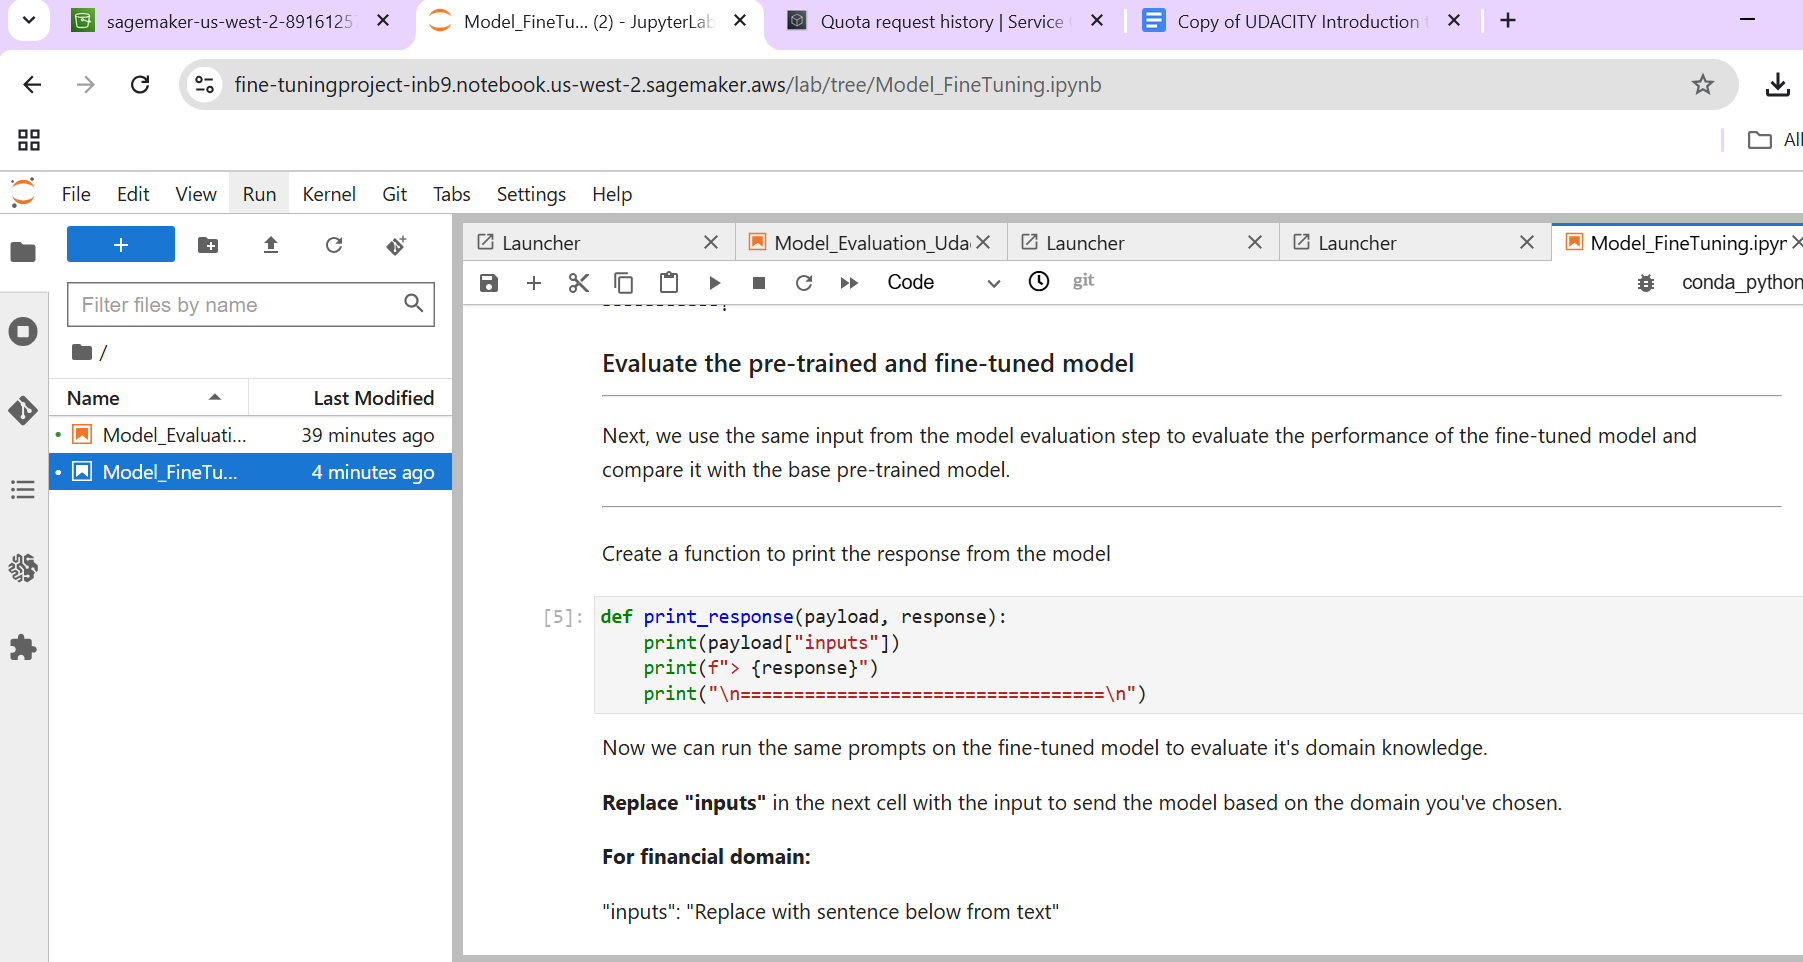 sagemaker-us-west-2-89161257
Model_FineTu... (2) - JupyterLab
Quota request history | Service
Copy of UDACITY Introduction t
fine-tuningproject-inb9.notebook.us-west-2.sagemaker.aws/lab/tree/Model_FineTuning.ipynb
All
File Edit View Run Kernel Git Tabs Settings Help
+
Launcher
Model_Evaluation_Uda
Launcher
Launcher
Model_FineTuning.ipyn
Code
git
conda_python
Filter files by name
/
Name Last Modified
Model_Evaluati... 39 minutes ago
Model_FineTu... 4 minutes ago
Evaluate the pre-trained and fine-tuned model
Next, we use the same input from the model evaluation step to evaluate the performance of the fine-tuned model and
compare it with the base pre-trained model.
Create a function to print the response from the model
[5]:
def print_response(payload, response):
print(payload["inputs"])
print(f"> {response}")
print("\n==================================\n")
Now we can run the same prompts on the fine-tuned model to evaluate it's domain knowledge.
Replace "inputs" in the next cell with the input to send the model based on the domain you've chosen.
For financial domain:
"inputs": "Replace with sentence below from text"